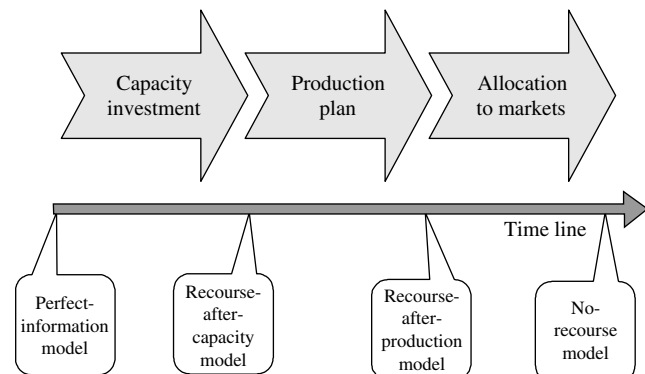 Capacity
investment
Production
plan
Allocation
to markets
Time line
Perfect-
information
model
Recourse-
after-
capacity
model
Recourse-
after-
production
model
No-
recourse
model